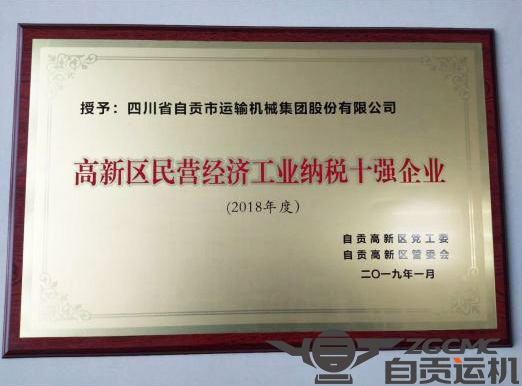 授予：四川省自贡市运输机械集团股份有限公司
高新区民营经济工业纳税十强企业
(2018年度)
自贡高新区党工委
自贡高新区管委会
二〇一九年一月
ZGCMC
自贡运机